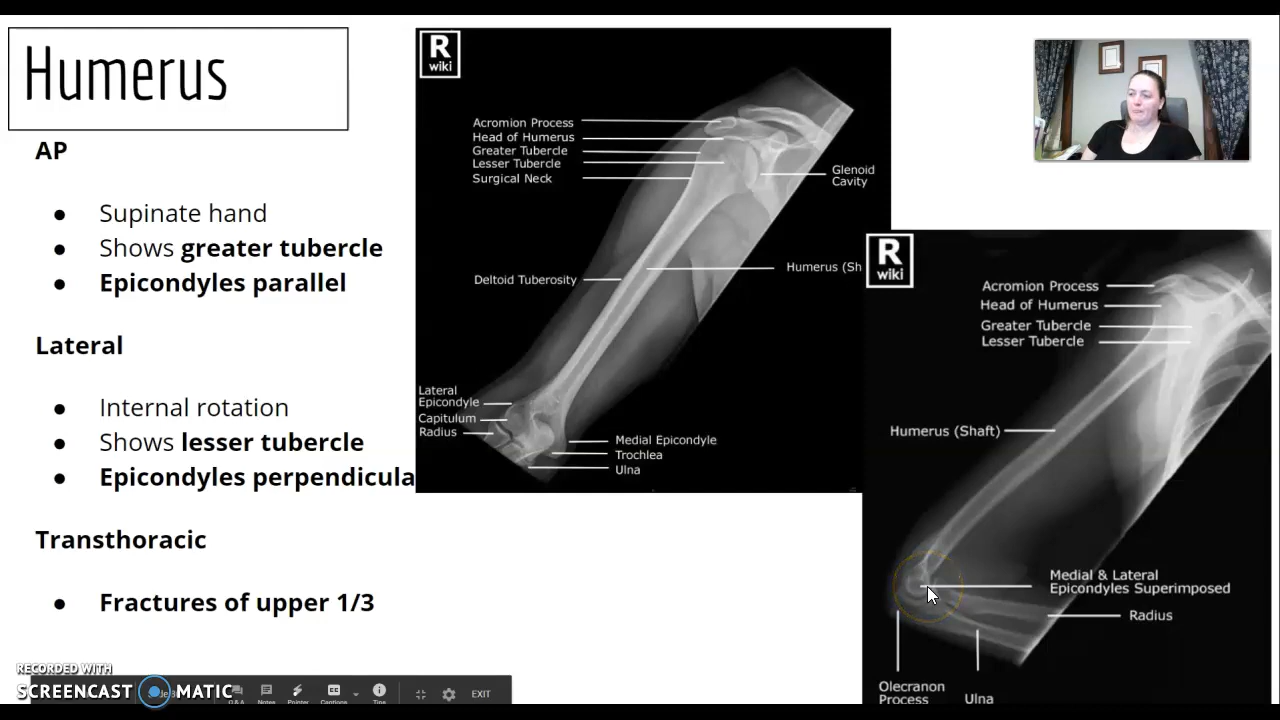 Humerus
AP
● Supinate hand
● Shows greater tubercle
● Epicondyles parallel
Lateral
● Internal rotation
● Shows lesser tubercle
● Epicondyles perpendicula
Transthoracic
● Fractures of upper 1/3
R
wiki
Acromion Process
Head of Humerus
Greater Tubercle
Lesser Tubercle
Surgical Neck
Glenoid
Cavity
Humerus (Sh
Deltoid Tuberosity
Lateral
Epicondyle
Capitulum
Radius
Medial Epicondyle
Trochlea
Ulna
R
wiki
Acromion Process
Head of Humerus
Greater Tubercle
Lesser Tubercle
Humerus (Shaft)
Medial & Lateral
Epicondyles Superimposed
Radius
Olecranon
Process
Ulna
RECORDED WITH
SCREENCAST MATIC
Q & A
Notes
Pointer
Captions
EXIT